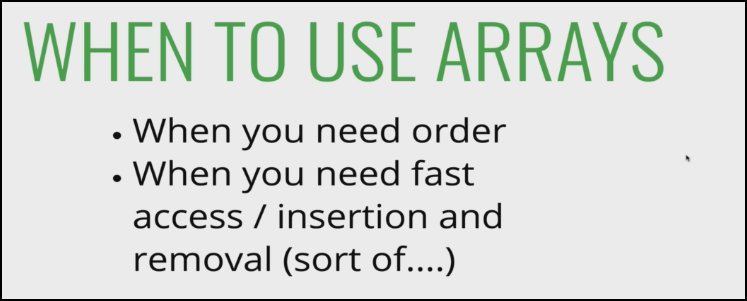 WHEN TO USE ARRAYS
• When you need order
• When you need fast
access / insertion and
removal (sort of....)